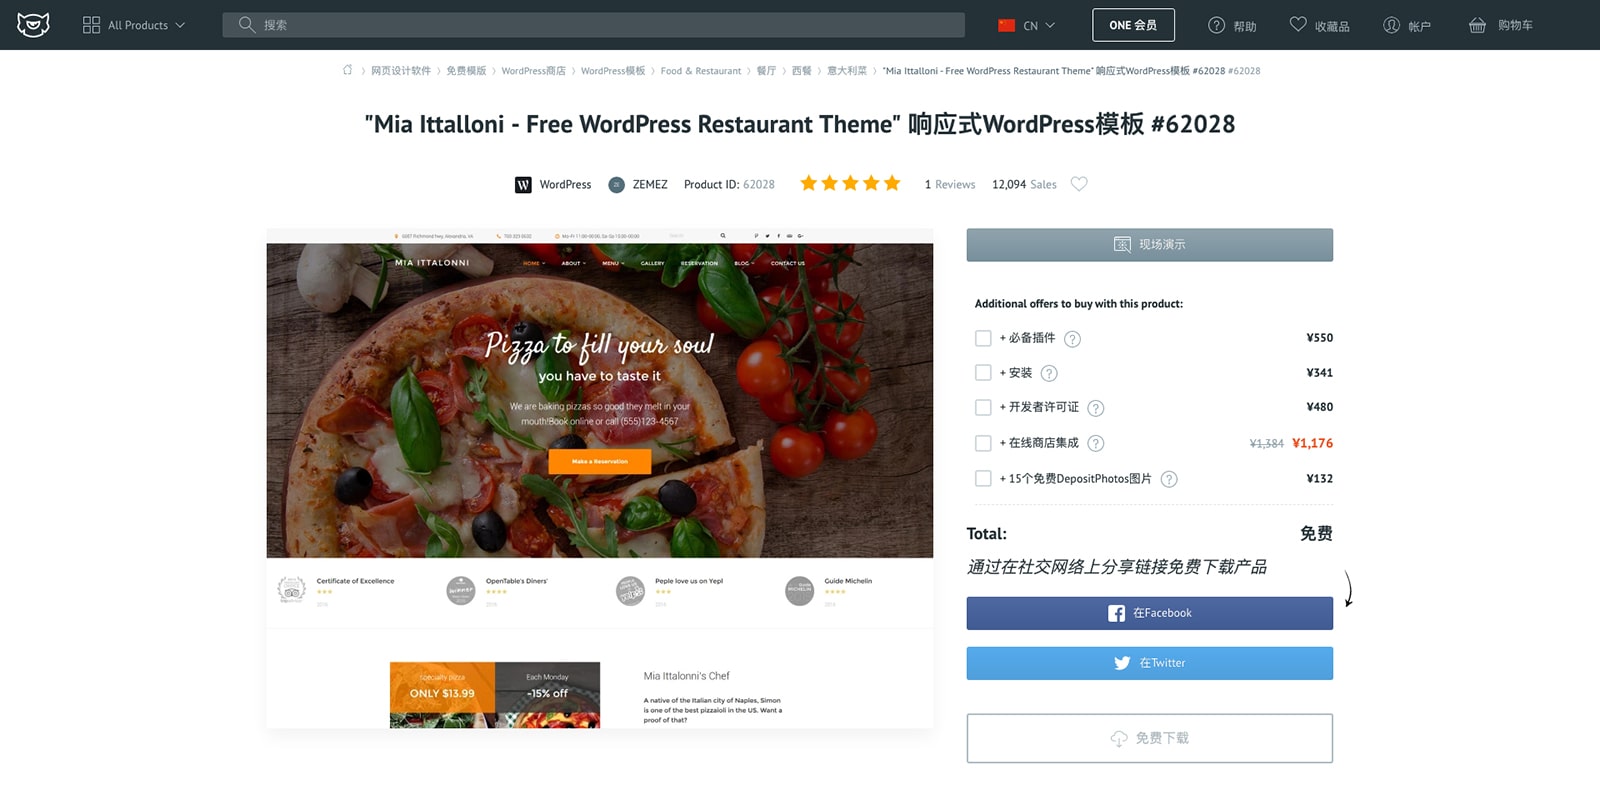 All Products
搜索
CN
ONE 会员
帮助
收藏品
帐户
购物车
网页设计软件 > 免费模版 > WordPress商店 > WordPress模板 > Food & Restaurant > 餐厅 > 西餐 > 意大利菜 > "Mia Ittalloni - Free WordPress Restaurant Theme" 响应式WordPress模板 #62028 #62028
"Mia Ittalloni - Free WordPress Restaurant Theme" 响应式WordPress模板 #62028
WordPress ZEMEZ Product ID: 62028 1 Reviews 12,094 Sales
6087 Richmond hwy, Alexandria, VA
MIA ITTALONNI
HOME ABOUT MENU GALLERY RESERVATION BLOG CONTACT US
Pizza to fill your soul
you have to taste it
We are baking pizzas so good they melt in your
mouth!Book online or call (555)123-4567
Make a Reservation
Certificate of Excellence
2016
OpenTable's Diners'
2016
Peple love us on Yepl
2014
Guide Michelin
2014
specialty pizza
ONLY $13.99
Each Monday
-15% off
Mia Ittalonni's Chef
A native of the Italian city of Naples, Simon
is one of the best pizzaioli in the US. Want a
proof of that?
现场演示
Additional offers to buy with this product:
+ 必备插件 ? ¥550
+ 安装 ? ¥341
+ 开发者许可证 ? ¥480
+ 在线商店集成 ? ¥1,384 ¥1,176
+ 15个免费DepositPhotos图片 ? ¥132
Total: 免费
通过在社交网络上分享链接免费下载产品
在Facebook
在Twitter
免费下载